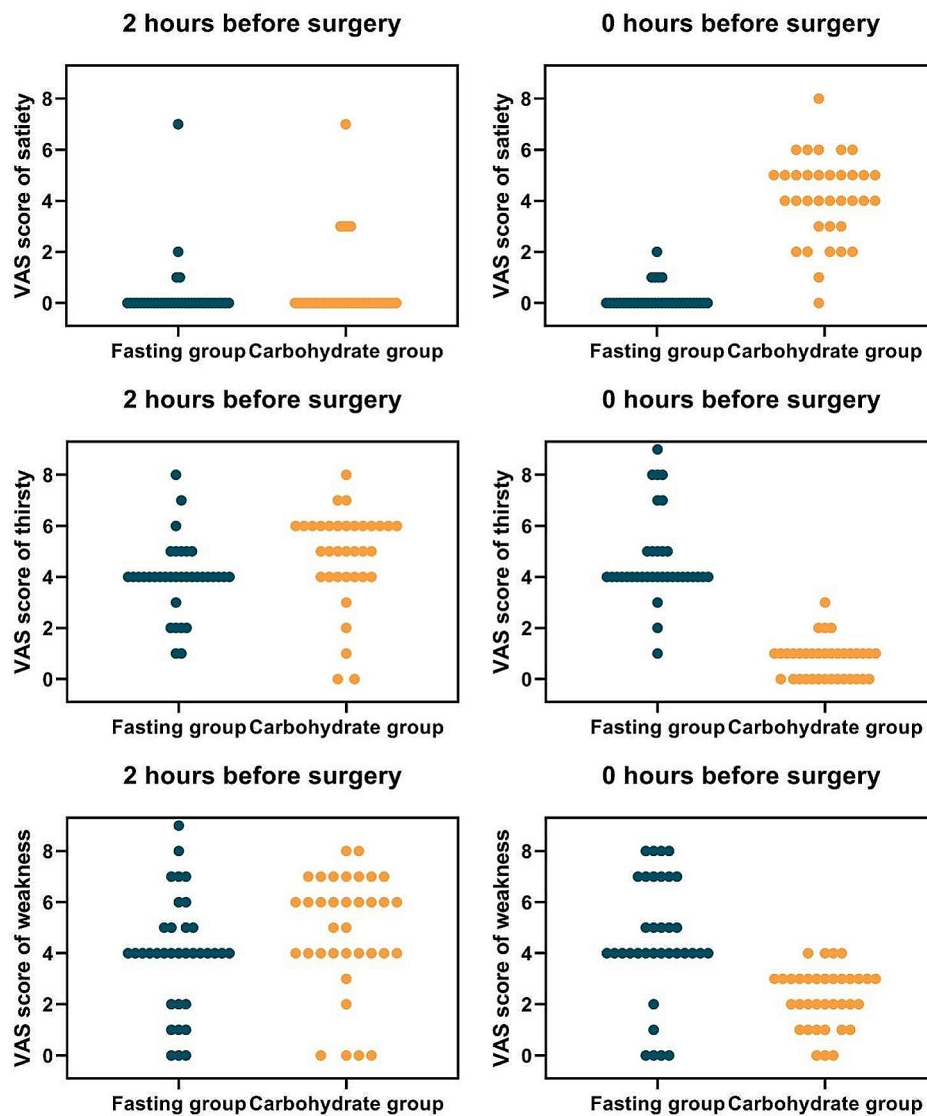 2 hours before surgery
0 hours before surgery
VAS score of satiety
8
6
4
2
0
Fasting group Carbohydrate group
VAS score of satiety
8
6
4
2
0
Fasting group Carbohydrate group
2 hours before surgery
0 hours before surgery
VAS score of thirsty
8
6
4
2
0
Fasting group Carbohydrate group
VAS score of thirsty
8
6
4
2
0
Fasting group Carbohydrate group
2 hours before surgery
0 hours before surgery
VAS score of weakness
8
6
4
2
0
Fasting group Carbohydrate group
VAS score of weakness
8
6
4
2
0
Fasting group Carbohydrate group